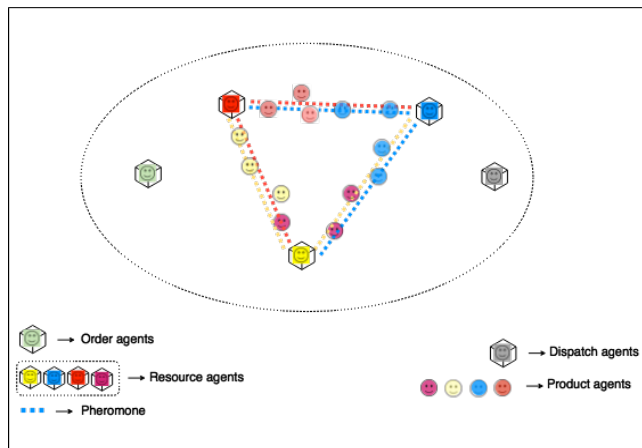 Order agents
Resource agents
Pheromone
Dispatch agents
Product agents